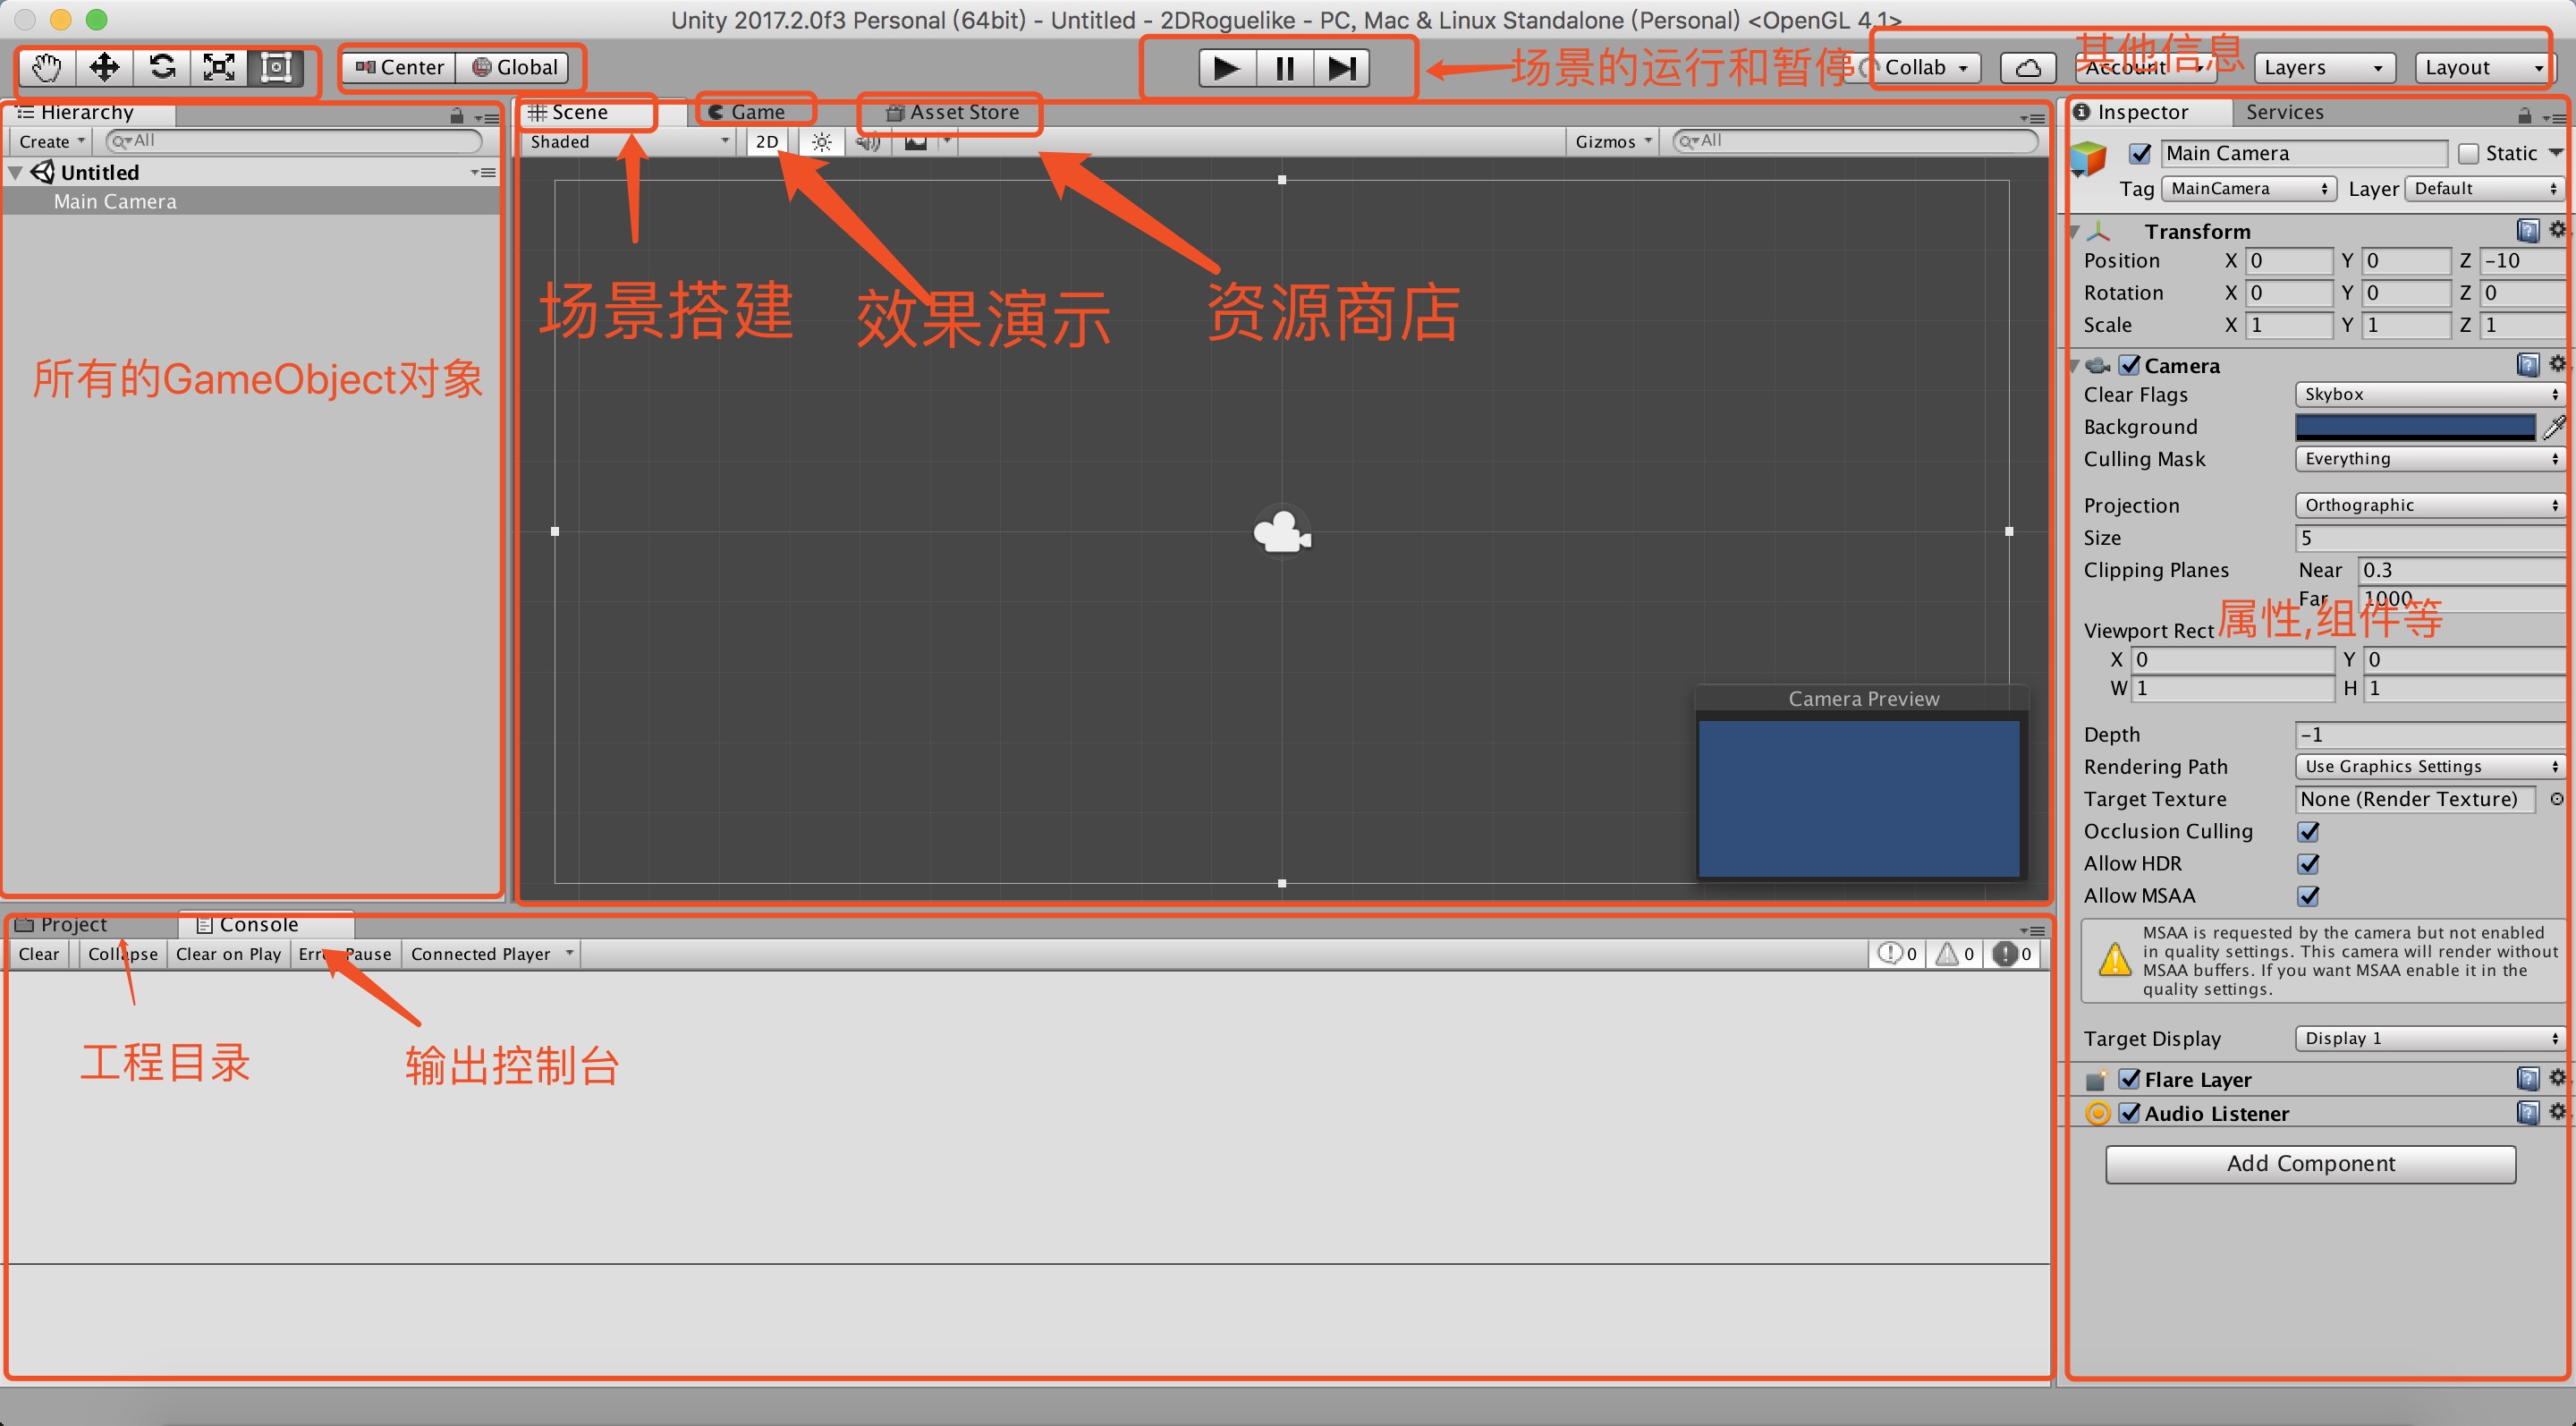 Unity 2017.2.0f3 Personal (64bit) - Untitled - 2DRoguelike - PC, Mac & Linux Standalone (Personal) <OpenGL 4.1>
Center Global
场景的运行和暂停
其他信息
Collab Account Layers Layout
Hierarchy
Create All
Untitled
Main Camera
所有的GameObject对象
Scene Game Asset Store
Shaded 2D Gizmos All
场景搭建 效果演示 资源商店
Camera Preview
Inspector Services
Main Camera Static
Tag MainCamera Layer Default
Transform
Position X 0 Y 0 Z -10
Rotation X 0 Y 0 Z 0
Scale X 1 Y 1 Z 1
Camera
Clear Flags Skybox
Background
Culling Mask Everything
Projection Orthographic
Size 5
Clipping Planes Near 0.3
Far 1000
属性,组件等
Viewport Rect
X 0 Y 0
W 1 H 1
Depth -1
Rendering Path Use Graphics Settings
Target Texture None (Render Texture)
Occlusion Culling
Allow HDR
Allow MSAA
MSAA is requested by the camera but not enabled
in quality settings. This camera will render without
MSAA buffers. If you want MSAA enable it in the
quality settings.
Target Display Display 1
Flare Layer
Audio Listener
Add Component
Project Console
Clear Collapse Clear on Play Error Pause Connected Player 0 0 0
工程目录 输出控制台